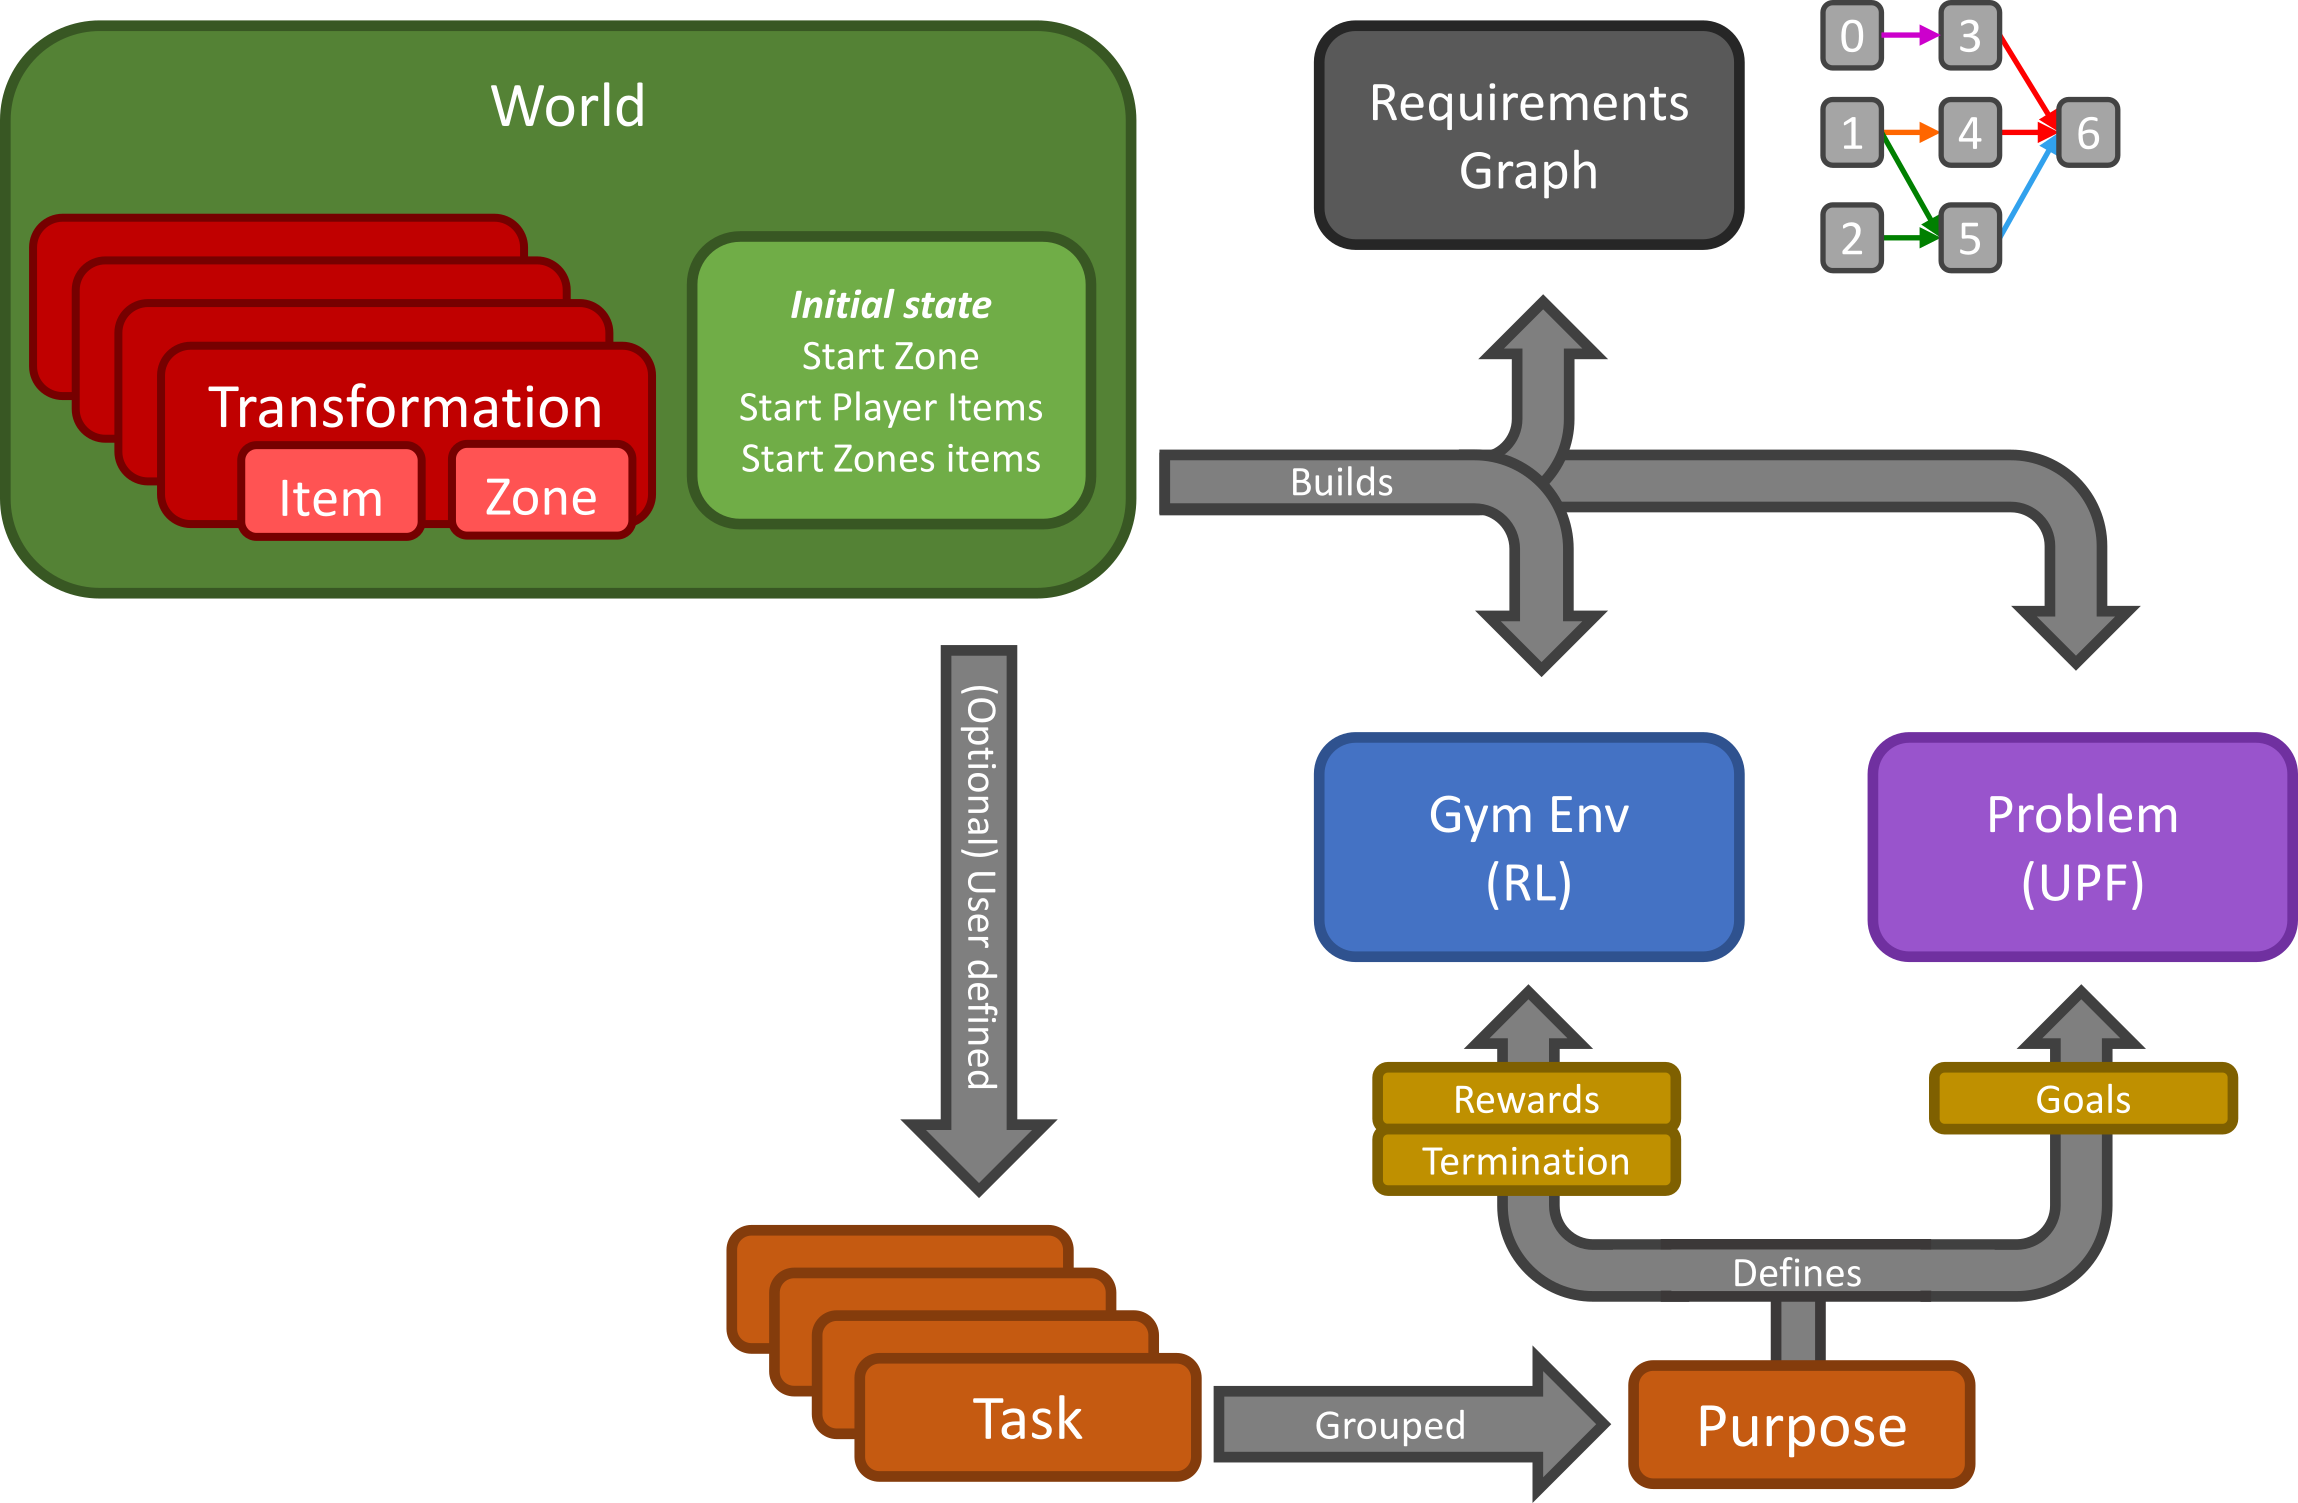 World
Transformation
Item
Zone
Initial state
Start Zone
Start Player Items
Start Zones items
Requirements
Graph
0
3
1
4
6
2
5
Builds
(Optional) User defined
Gym Env
(RL)
Problem
(UPF)
Rewards
Termination
Goals
Defines
Task
Grouped
Purpose